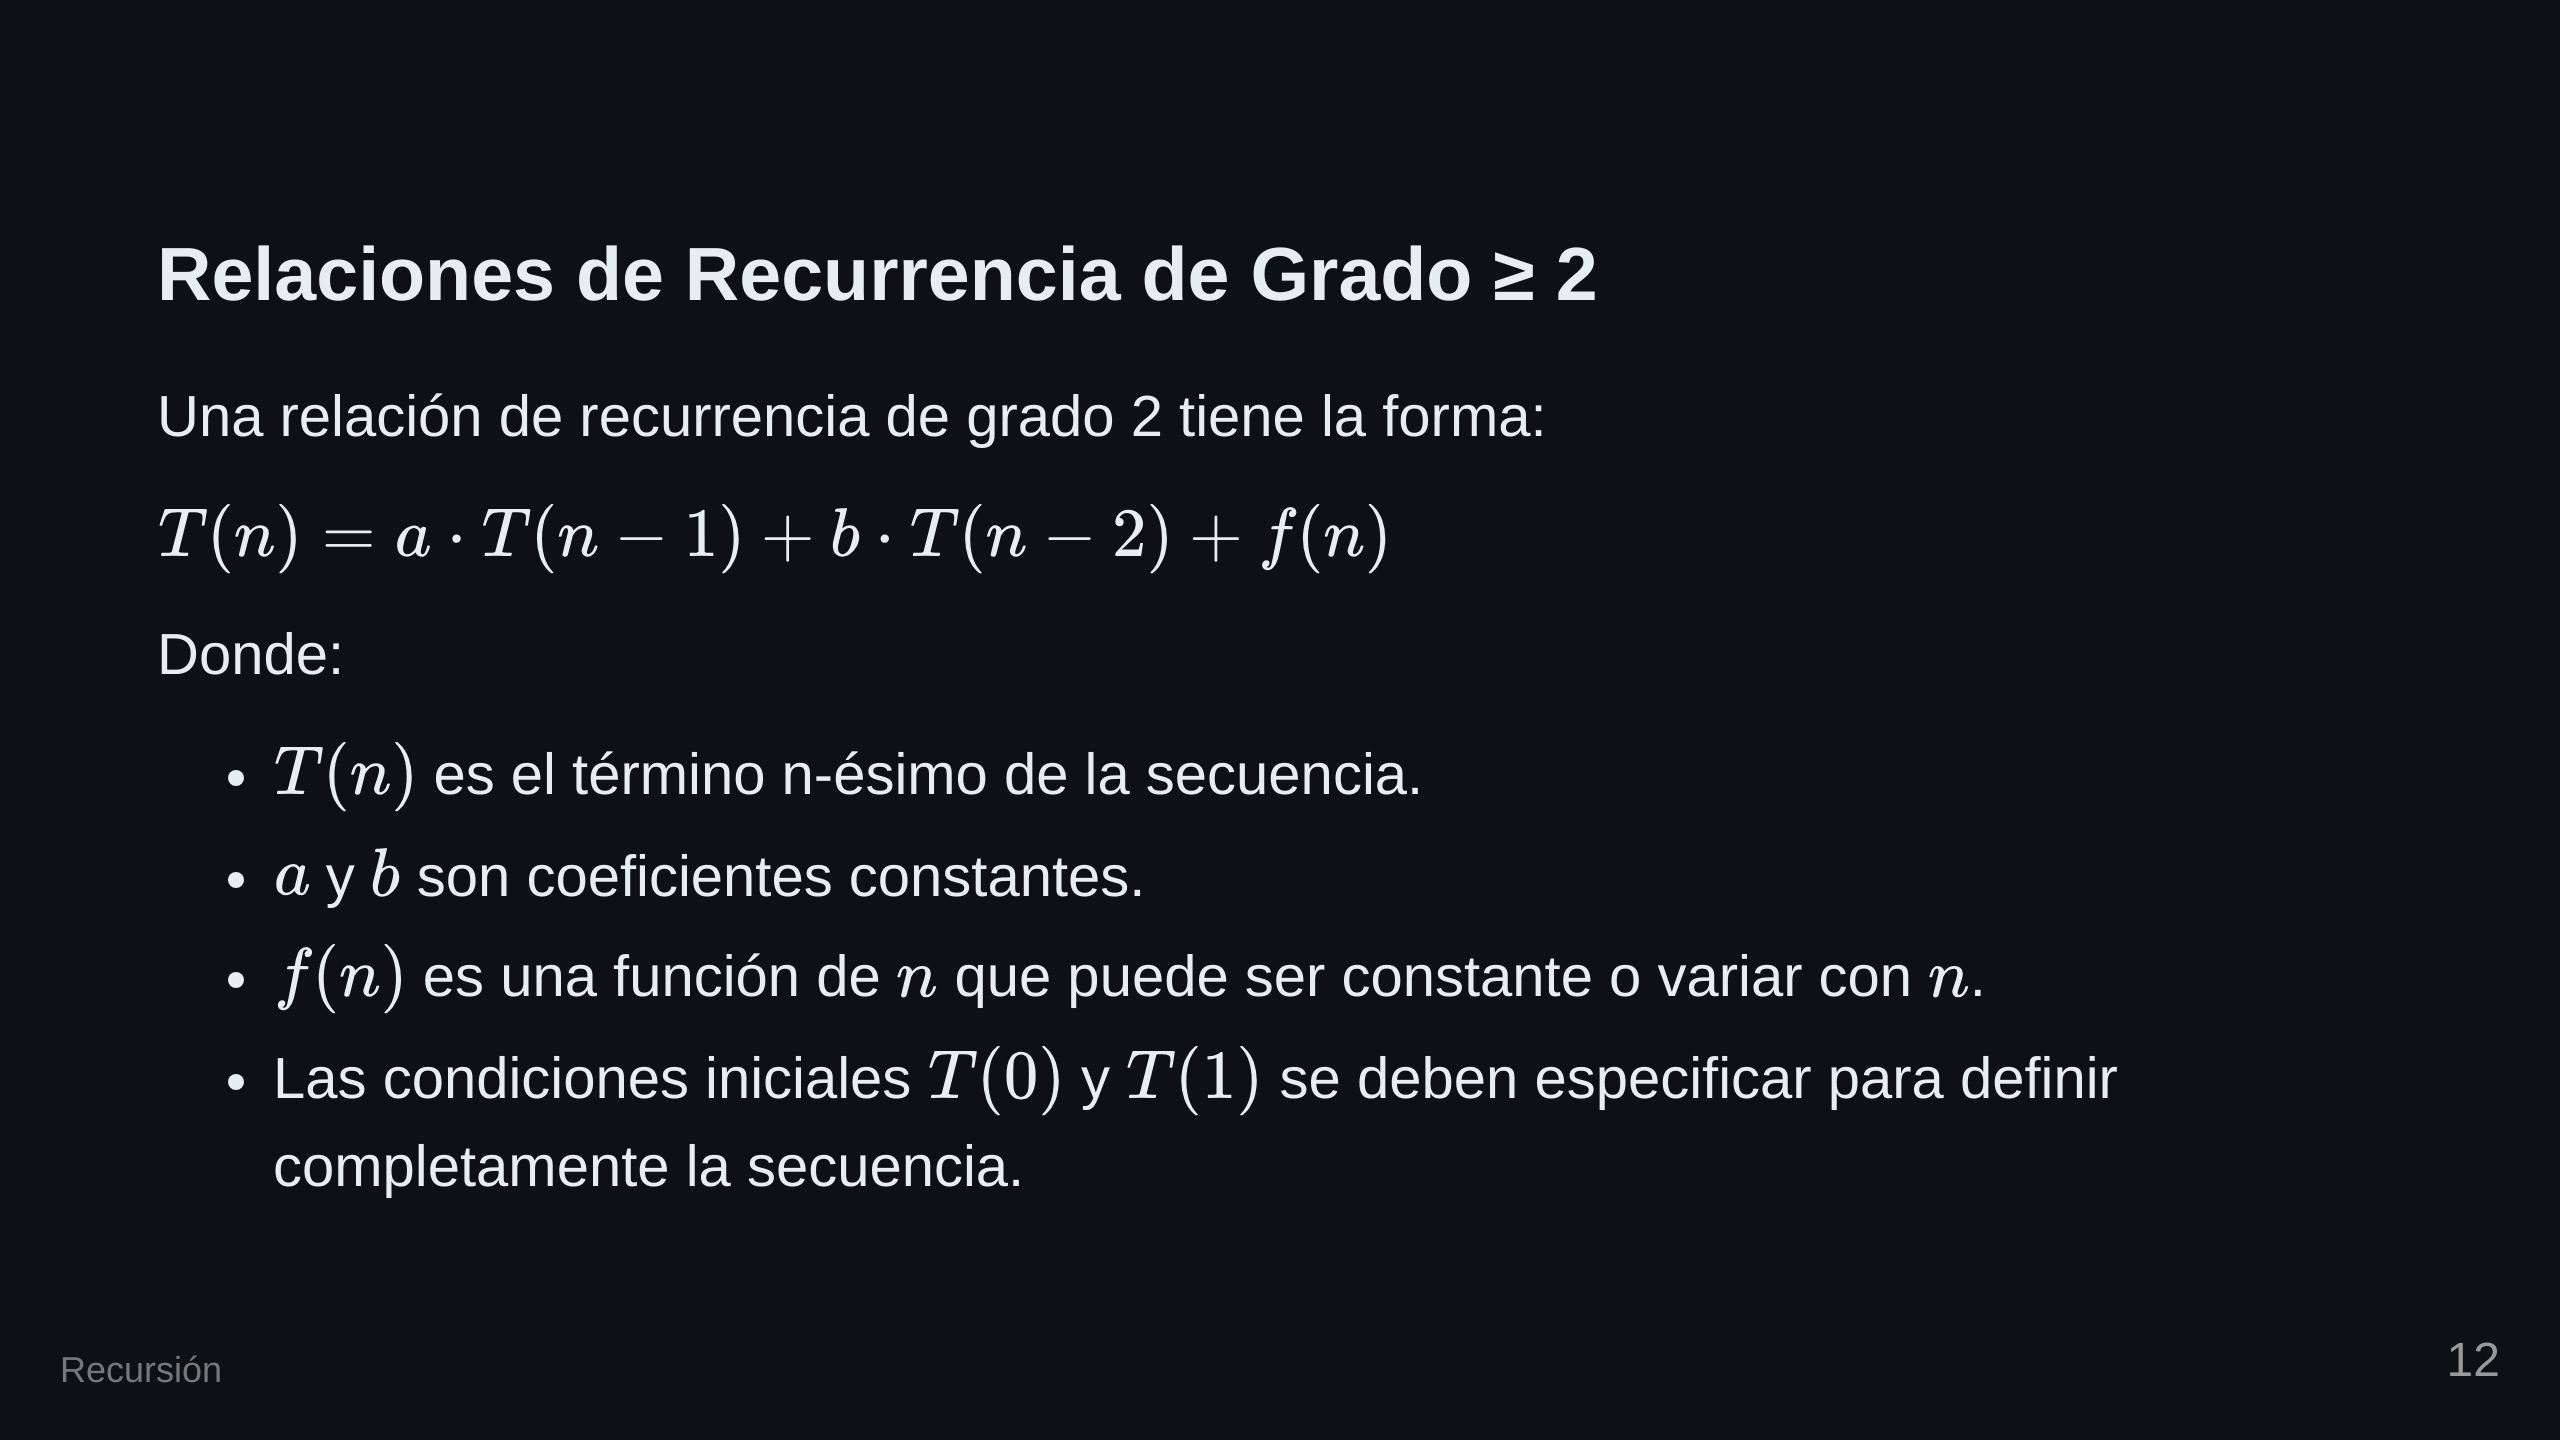 Relaciones de Recurrencia de Grado ≥ 2
Una relación de recurrencia de grado 2 tiene la forma:
T(n) = a · T(n − 1) + b · T(n − 2) + f(n)
Donde:
• T(n) es el término n-ésimo de la secuencia.
• a y b son coeficientes constantes.
• f(n) es una función de n que puede ser constante o variar con n.
• Las condiciones iniciales T(0) y T(1) se deben especificar para definir
completamente la secuencia.
Recursión
12